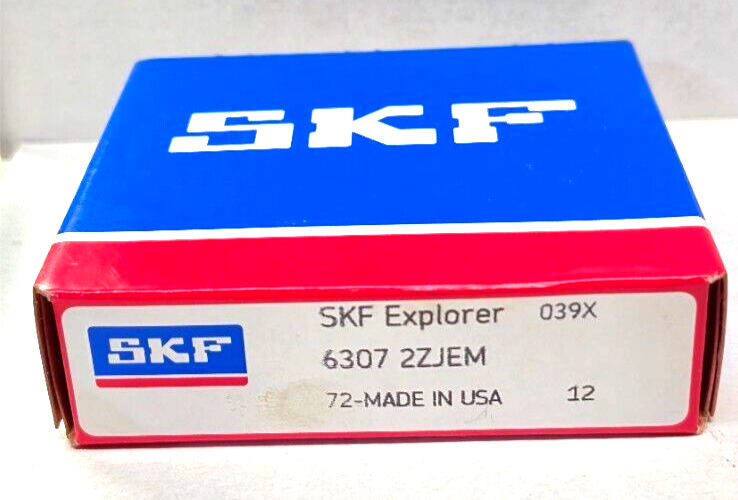 SKF
SKF Explorer 039X
SKF
6307 2ZJEM
72-MADE IN USA 12